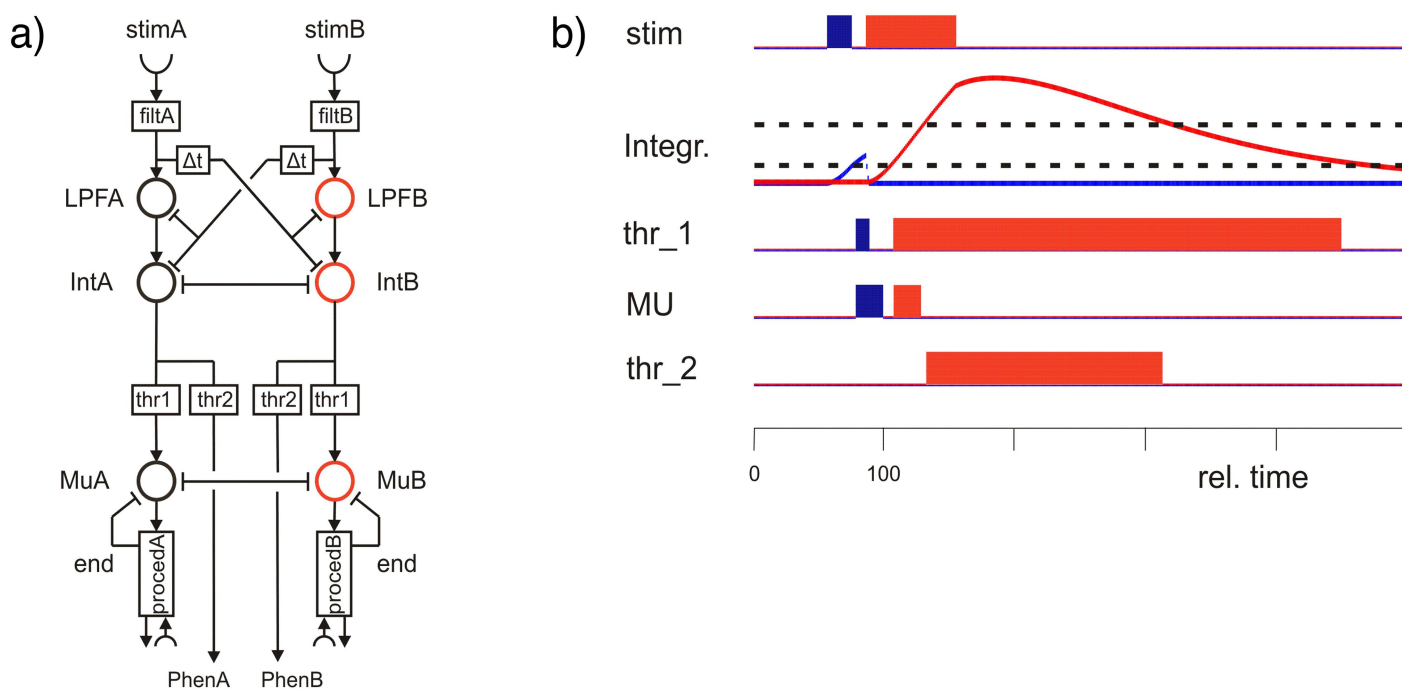 a)
stimA
stimB
filtA
filtB
Δt
Δt
LPFA
LPFB
IntA
IntB
thr1
thr2
thr2
thr1
MuA
MuB
procedA
procedB
end
end
PhenA
PhenB
b)
stim
Integr.
thr_1
MU
thr_2
0
100
rel. time